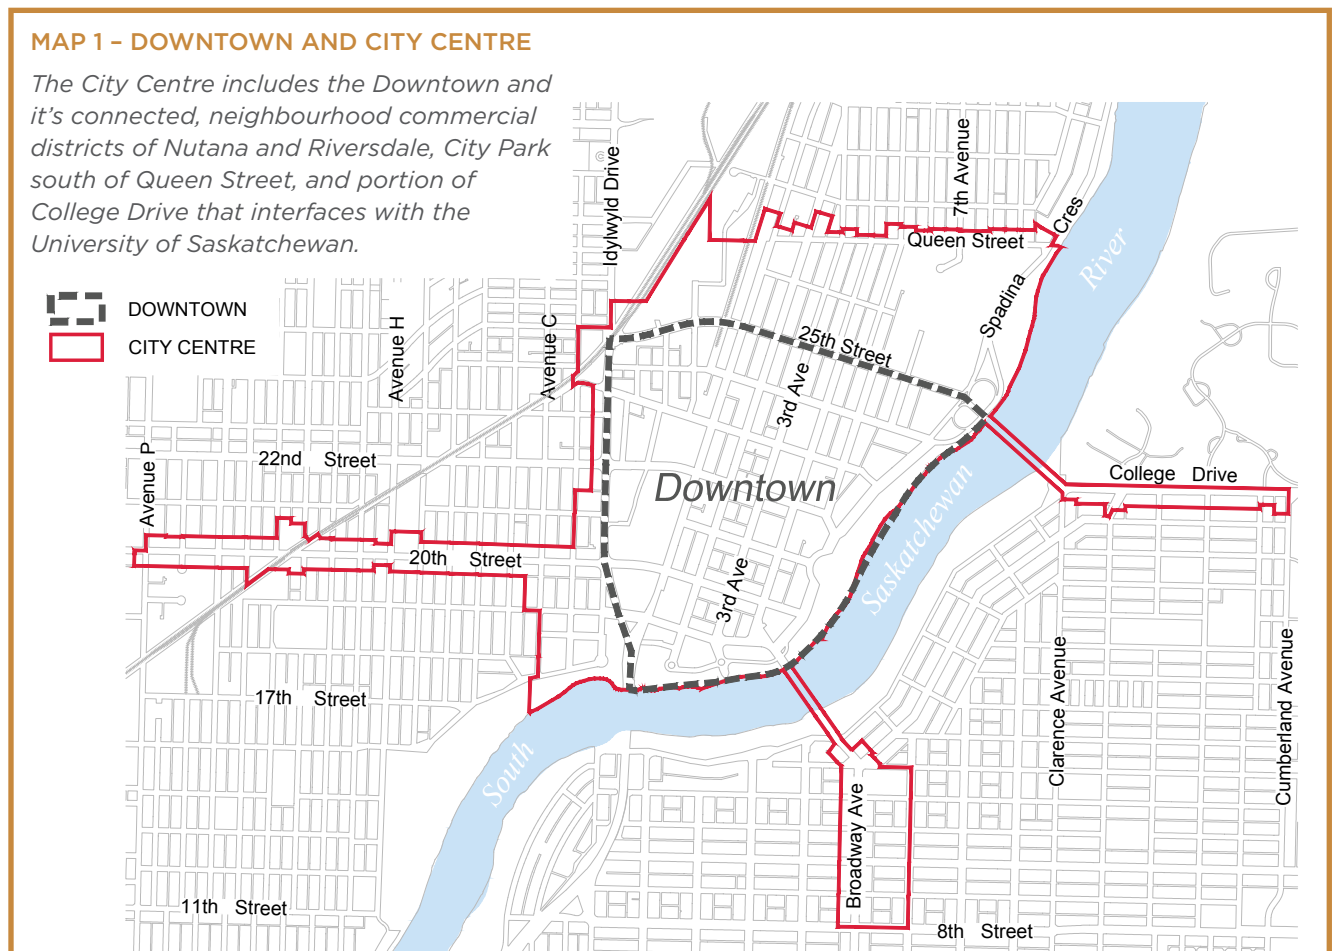 MAP 1 – DOWNTOWN AND CITY CENTRE
The City Centre includes the Downtown and
it's connected, neighbourhood commercial
districts of Nutana and Riversdale, City Park
south of Queen Street, and portion of
College Drive that interfaces with the
University of Saskatchewan.
DOWNTOWN
CITY CENTRE
Idylwyld Drive
7th Avenue
Cres
Queen Street
River
Spadina
Avenue H
Avenue C
25th Street
3rd Ave
Avenue P
22nd Street
Downtown
College Drive
20th Street
Saskatchewan
3rd Ave
Clarence Avenue
Cumberland Avenue
17th Street
South
Broadway Ave
11th Street
8th Street